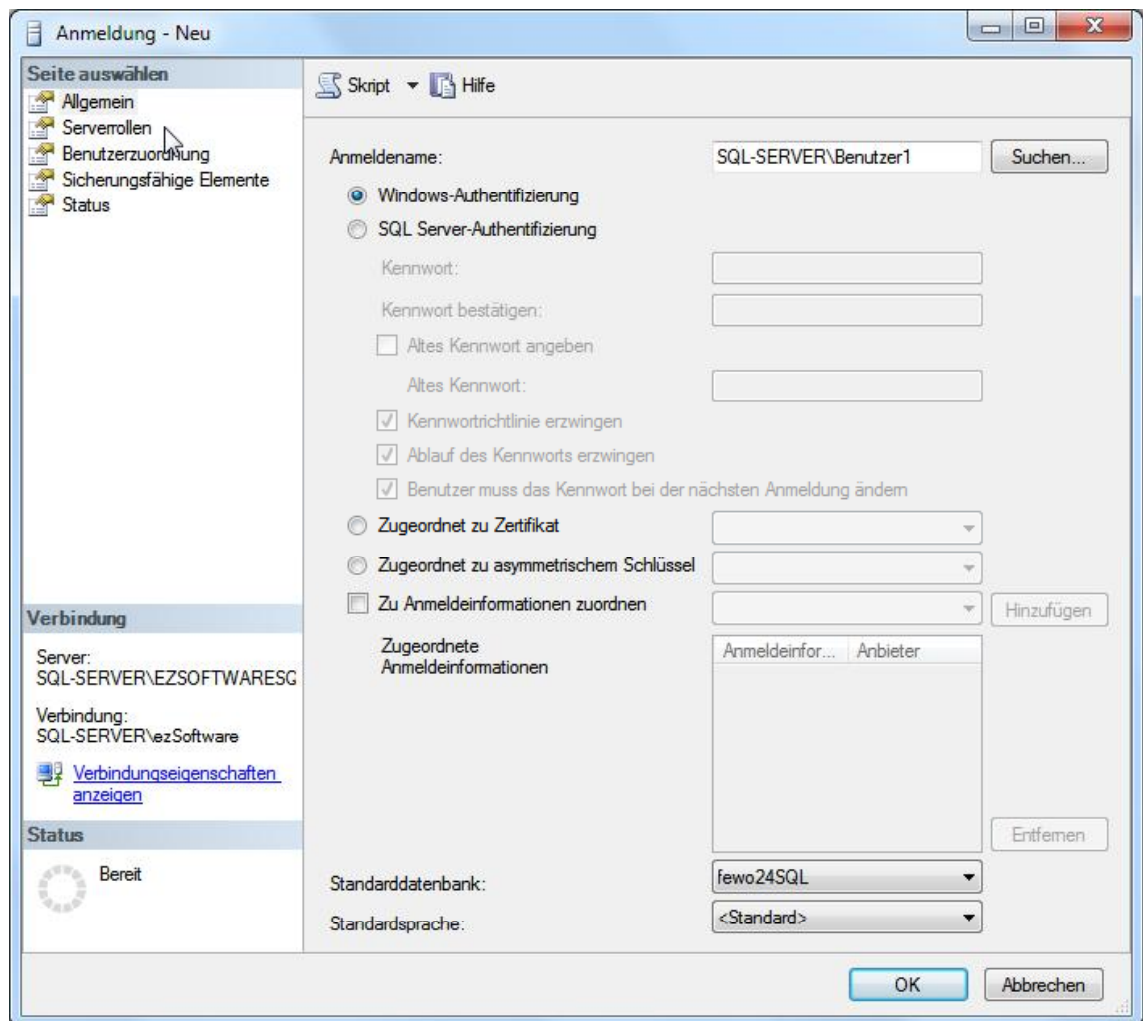 Anmeldung - Neu
Seite auswählen
Allgemein
Serverrollen
Benutzerzuordnung
Sicherungsfähige Elemente
Status
Skript
Hilfe
Anmeldename:
SQL-SERVER\Benutzer1
Suchen...
Windows-Authentifizierung
SQL Server-Authentifizierung
Kennwort:
Kennwort bestätigen:
Altes Kennwort angeben
Altes Kennwort:
Kennwortrichtlinie erzwingen
Ablauf des Kennworts erzwingen
Benutzer muss das Kennwort bei der nächsten Anmeldung ändern
Zugeordnet zu Zertifikat
Zugeordnet zu asymmetrischem Schlüssel
Zu Anmeldeinformationen zuordnen
Hinzufügen
Zugeordnete
Anmeldeinformationen
Anmeldeinfor... Anbieter
Entfernen
Standarddatenbank:
fewo24SQL
Standardsprache:
<Standard>
Verbindung
Server:
SQL-SERVER\EZSOFTWARESQ
Verbindung:
SQL-SERVER\ezSoftware
Verbindungseigenschaften
anzeigen
Status
Bereit
OK
Abbrechen